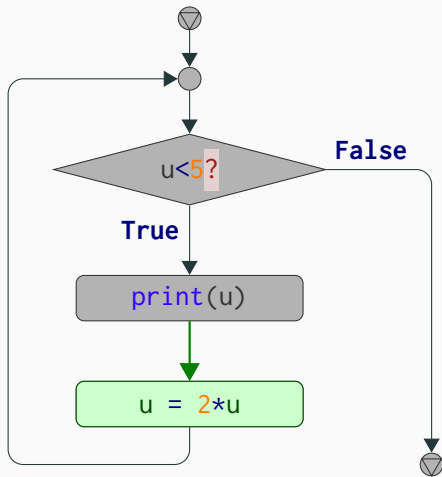 u<5?
False
True
print(u)
u = 2*u